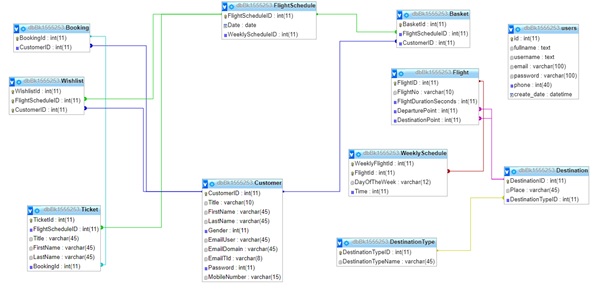 dbBk1555253.FlightSchedule
FlightScheduleID : int(11)
Date : date
WeeklyScheduleID : int(11)
dbBk1555253.Booking
BookingId : int(11)
CustomerID : int(11)
dbBk1555253.Basket
BasketId : int(11)
FlightScheduleID : int(11)
CustomerID : int(11)
dbBk1555253.users
id : int(11)
fullname : text
username : text
email : varchar(100)
password : varchar(100)
phone : int(40)
create_date : datetime
dbBk1555253.Wishlist
WishlistId : int(11)
FlightScheduleID : int(11)
CustomerID : int(11)
dbBk1555253.Flight
FlightID : int(11)
FlightNo : varchar(10)
FlightDurationSeconds : int(11)
DeparturePoint : int(11)
DestinationPoint : int(11)
dbBk1555253.WeeklySchedule
WeeklyFlightId : int(11)
FlightId : int(11)
DayOfTheWeek : varchar(12)
Time : int(11)
dbBk1555253.Destination
DestinationID : int(11)
Place : varchar(45)
DestinationTypeID : int(11)
dbBk1555253.Customer
CustomerID : int(11)
Title : varchar(10)
FirstName : varchar(45)
LastName : varchar(45)
Gender : int(11)
EmailUser : varchar(45)
EmailDomain : varchar(45)
EmailTld : varchar(8)
Password : int(11)
MobileNumber : varchar(15)
dbBk1555253.Ticket
TicketId : int(11)
FlightScheduleID : int(11)
Title : varchar(45)
FirstName : varchar(45)
LastName : varchar(45)
BookingId : int(11)
dbBk1555253.DestinationType
DestinationTypeID : int(11)
DestinationTypeName : varchar(45)